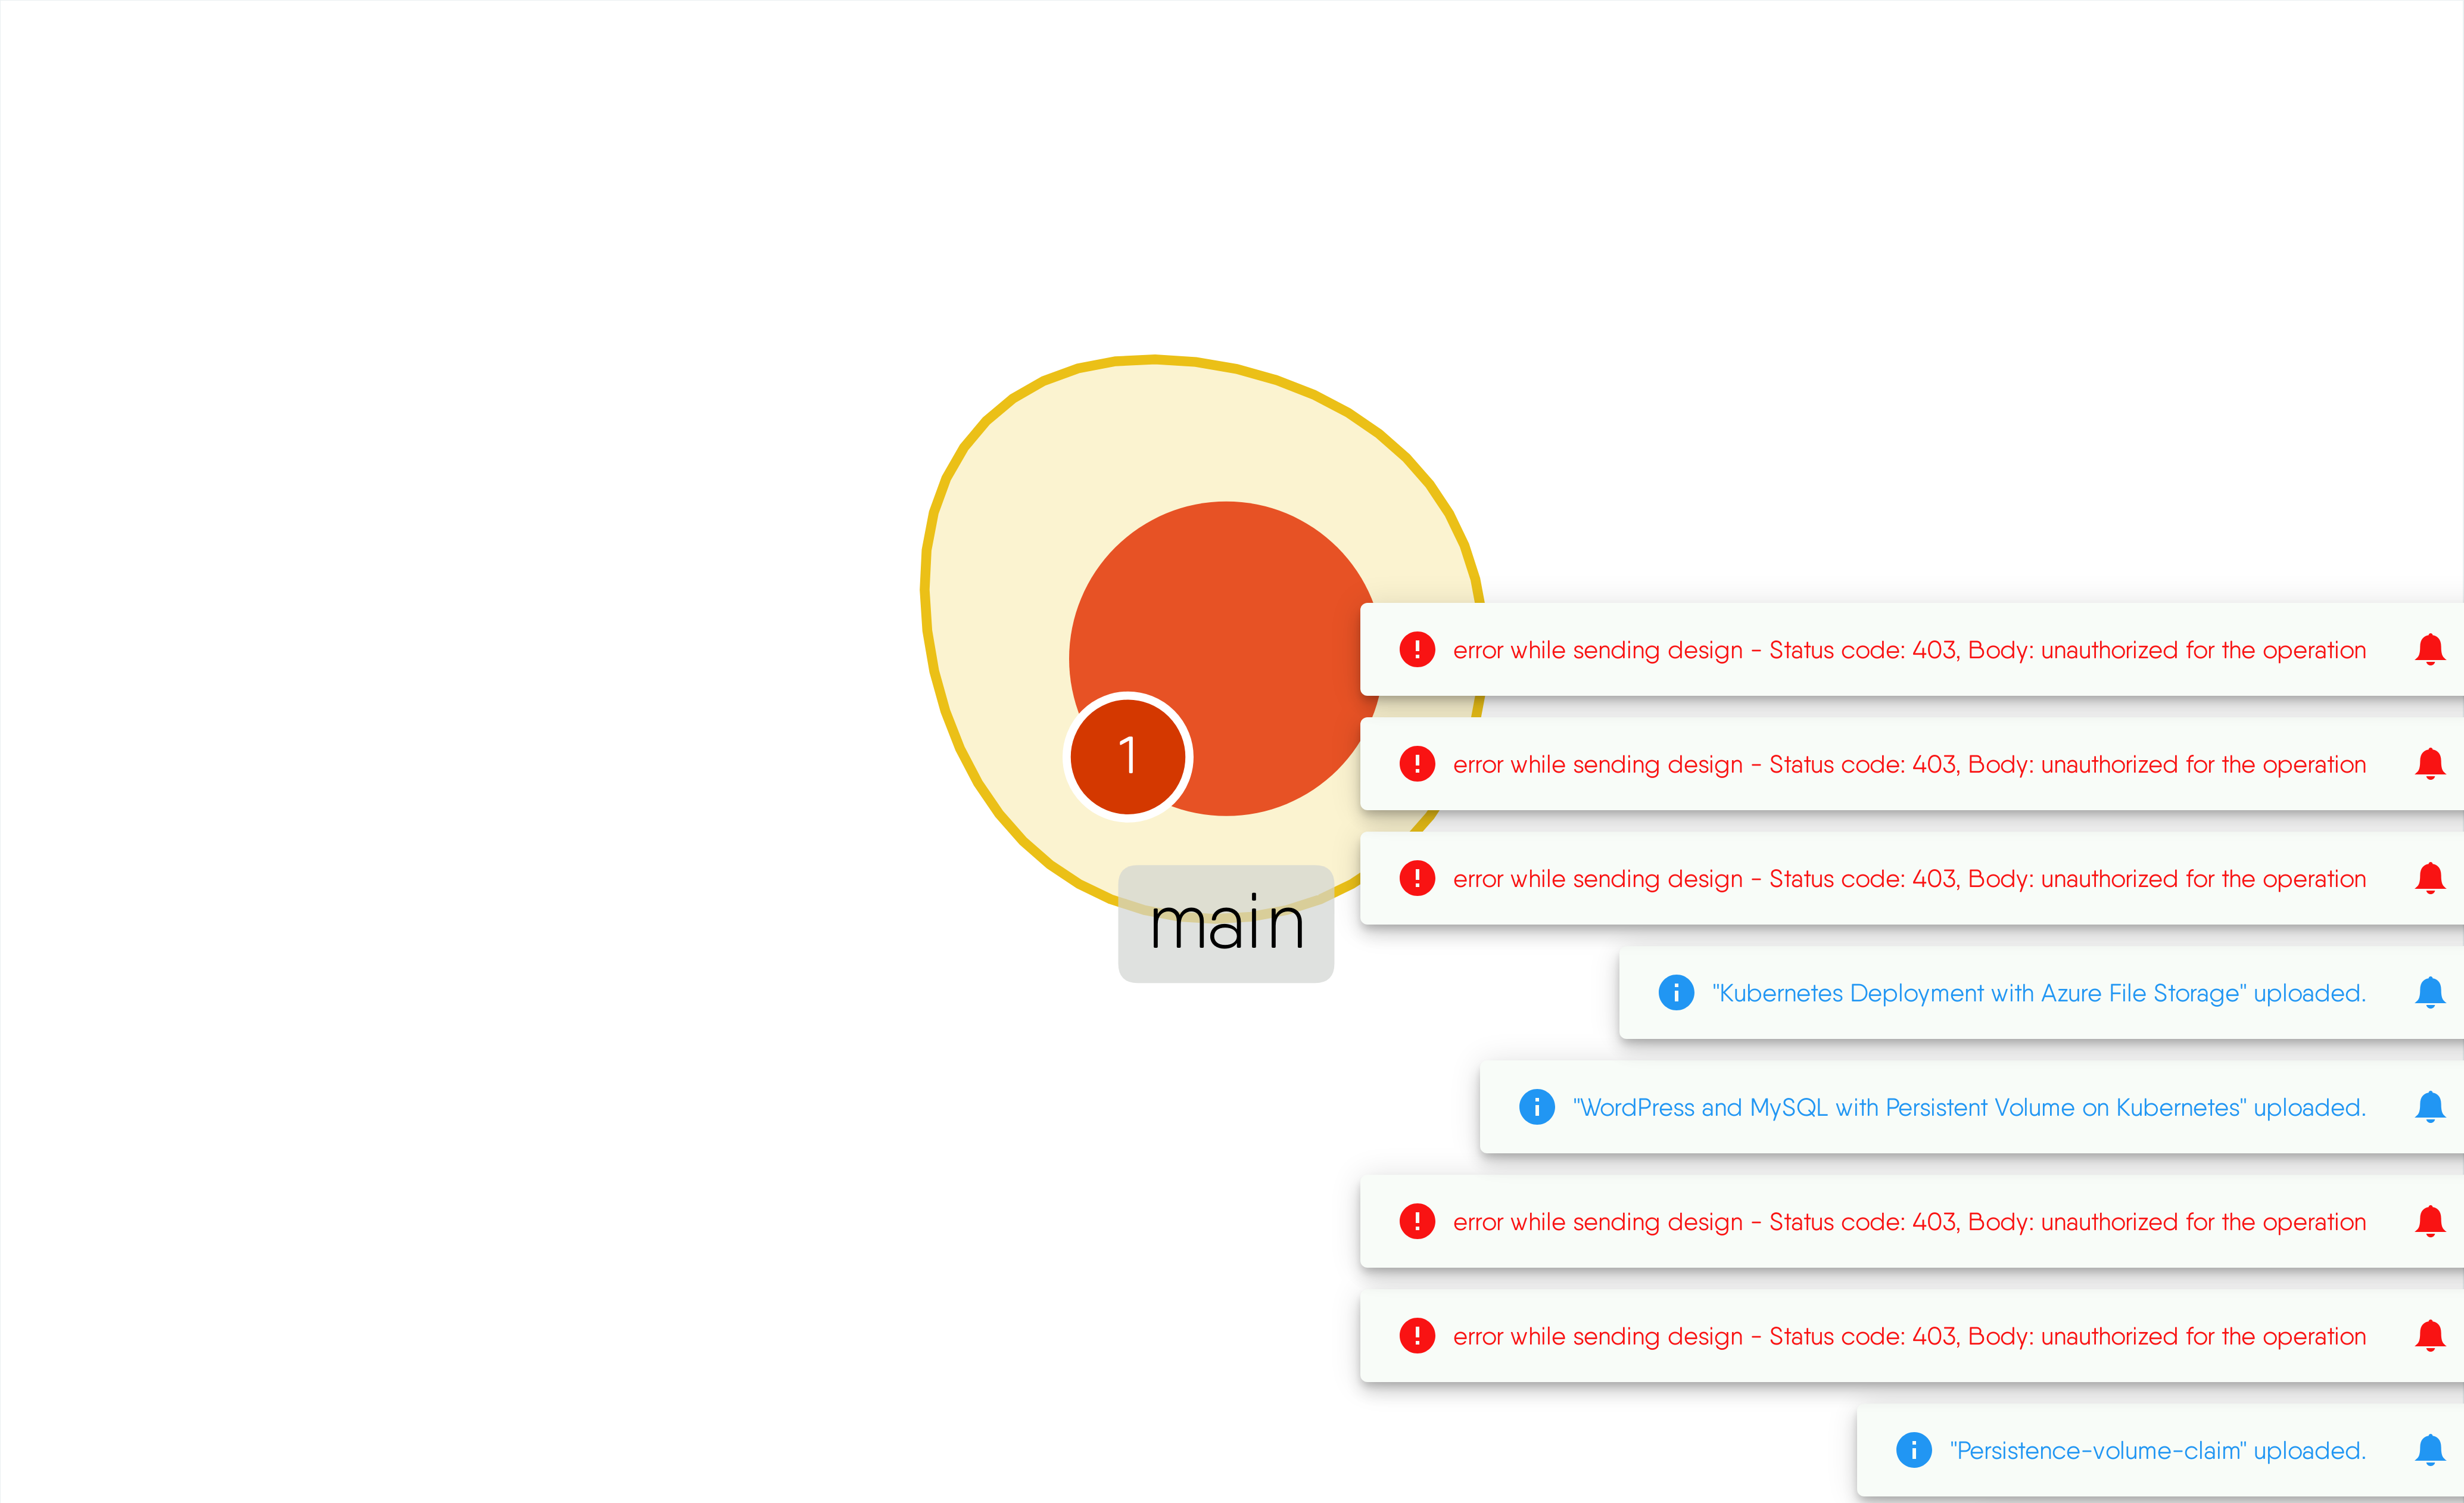 error while sending design - Status code: 403, Body: unauthorized for the operation
1
error while sending design - Status code: 403, Body: unauthorized for the operation
error while sending design - Status code: 403, Body: unauthorized for the operation
main
"Kubernetes Deployment with Azure File Storage" uploaded.
"WordPress and MySQL with Persistent Volume on Kubernetes" uploaded.
error while sending design - Status code: 403, Body: unauthorized for the operation
error while sending design - Status code: 403, Body: unauthorized for the operation
"Persistence-volume-claim" uploaded.